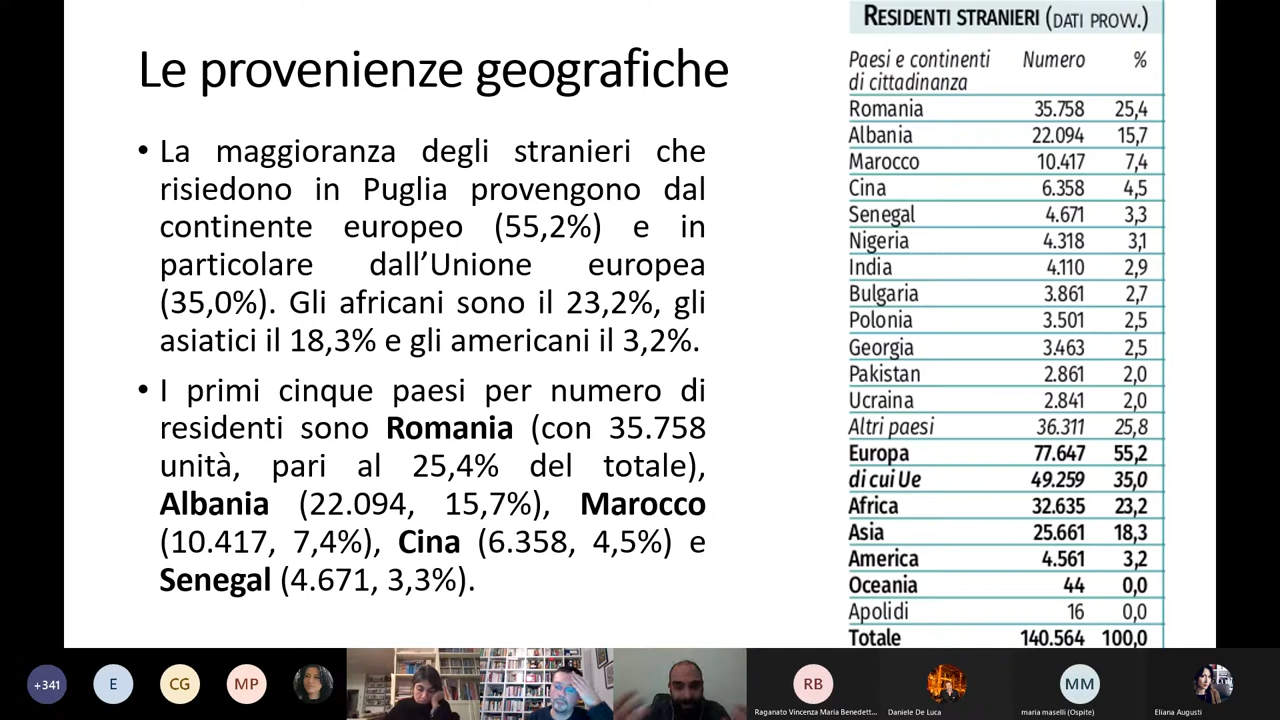 Le provenienze geografiche
• La maggioranza degli stranieri che
risiedono in Puglia provengono dal
continente europeo (55,2%) e in
particolare dall’Unione europea
(35,0%). Gli africani sono il 23,2%, gli
asiatici il 18,3% e gli americani il 3,2%.
• I primi cinque paesi per numero di
residenti sono Romania (con 35.758
unità, pari al 25,4% del totale),
Albania (22.094, 15,7%), Marocco
(10.417, 7,4%), Cina (6.358, 4,5%) e
Senegal (4.671, 3,3%).
RESIDENTI STRANIERI (DATI PROVV.)
Paesi e continenti di cittadinanza Numero %
Romania 35.758 25,4
Albania 22.094 15,7
Marocco 10.417 7,4
Cina 6.358 4,5
Senegal 4.671 3,3
Nigeria 4.318 3,1
India 4.110 2,9
Bulgaria 3.861 2,7
Polonia 3.501 2,5
Georgia 3.463 2,5
Pakistan 2.861 2,0
Ucraina 2.841 2,0
Altri paesi 36.311 25,8
Europa 77.647 55,2
di cui Ue 49.259 35,0
Africa 32.635 23,2
Asia 25.661 18,3
America 4.561 3,2
Oceania 44 0,0
Apolidi 16 0,0
Totale 140.564 100,0
+341 E CG MP RB MM
Raganato Vincenza Maria Benedett... Daniele De Luca maria maselli (Ospite) Eliana Augusti